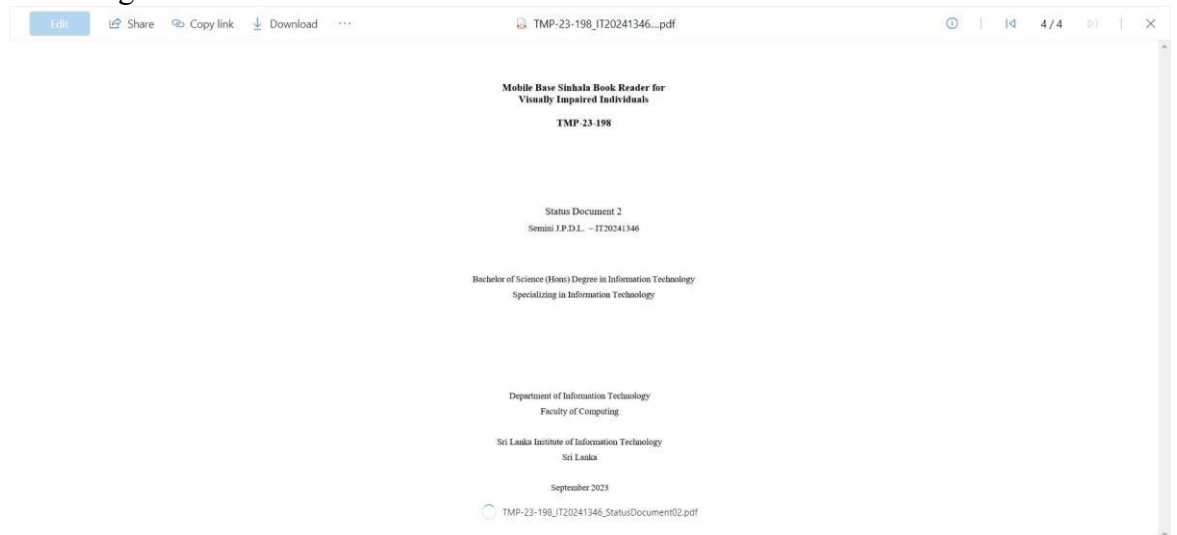 Edit Share Copy link Download ... TMP-23-198_IT20241346....pdf 4 / 4
Mobile Base Sinhala Book Reader for
Visually Impaired Individuals
TMP-23-198
Status Document 2
Semini J.P.D.L. – IT20241346
Bachelor of Science (Hons) Degree in Information Technology
Specializing in Information Technology
Department of Information Technology
Faculty of Computing
Sri Lanka Institute of Information Technology
Sri Lanka
September 2023
TMP-23-198_IT20241346_StatusDocument02.pdf